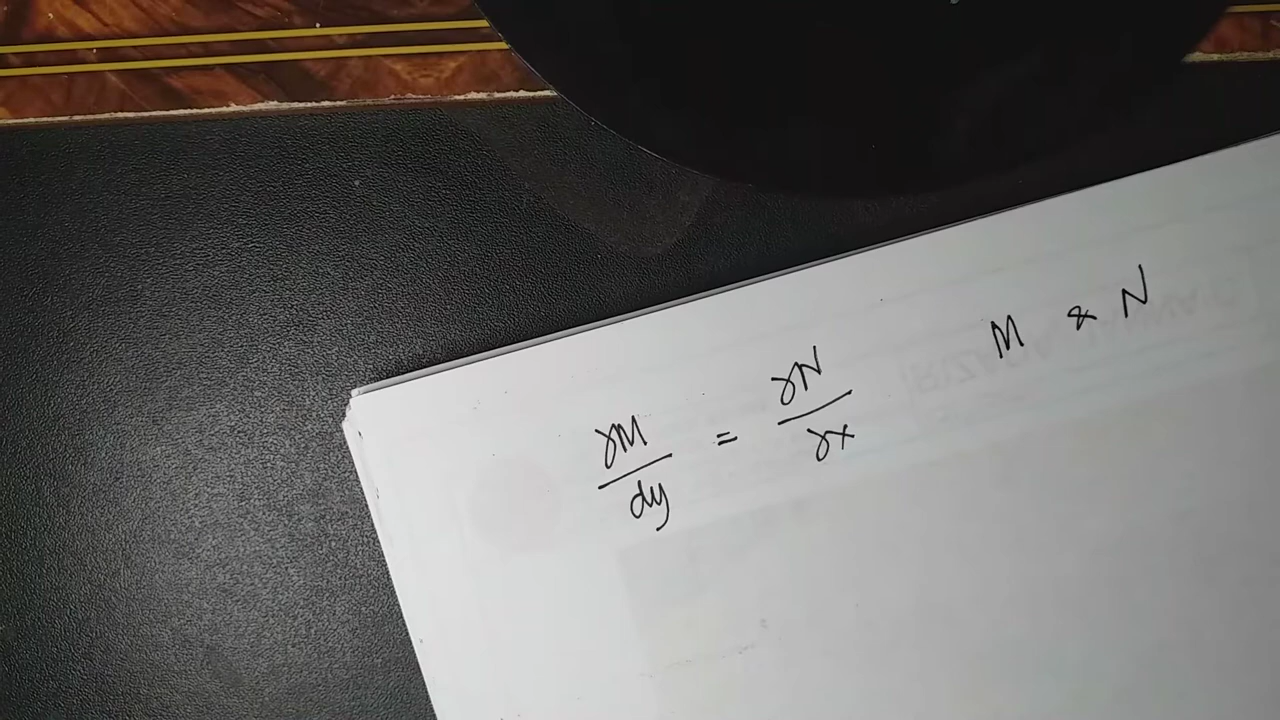 ∂M/dy = ∂N/∂x M & N